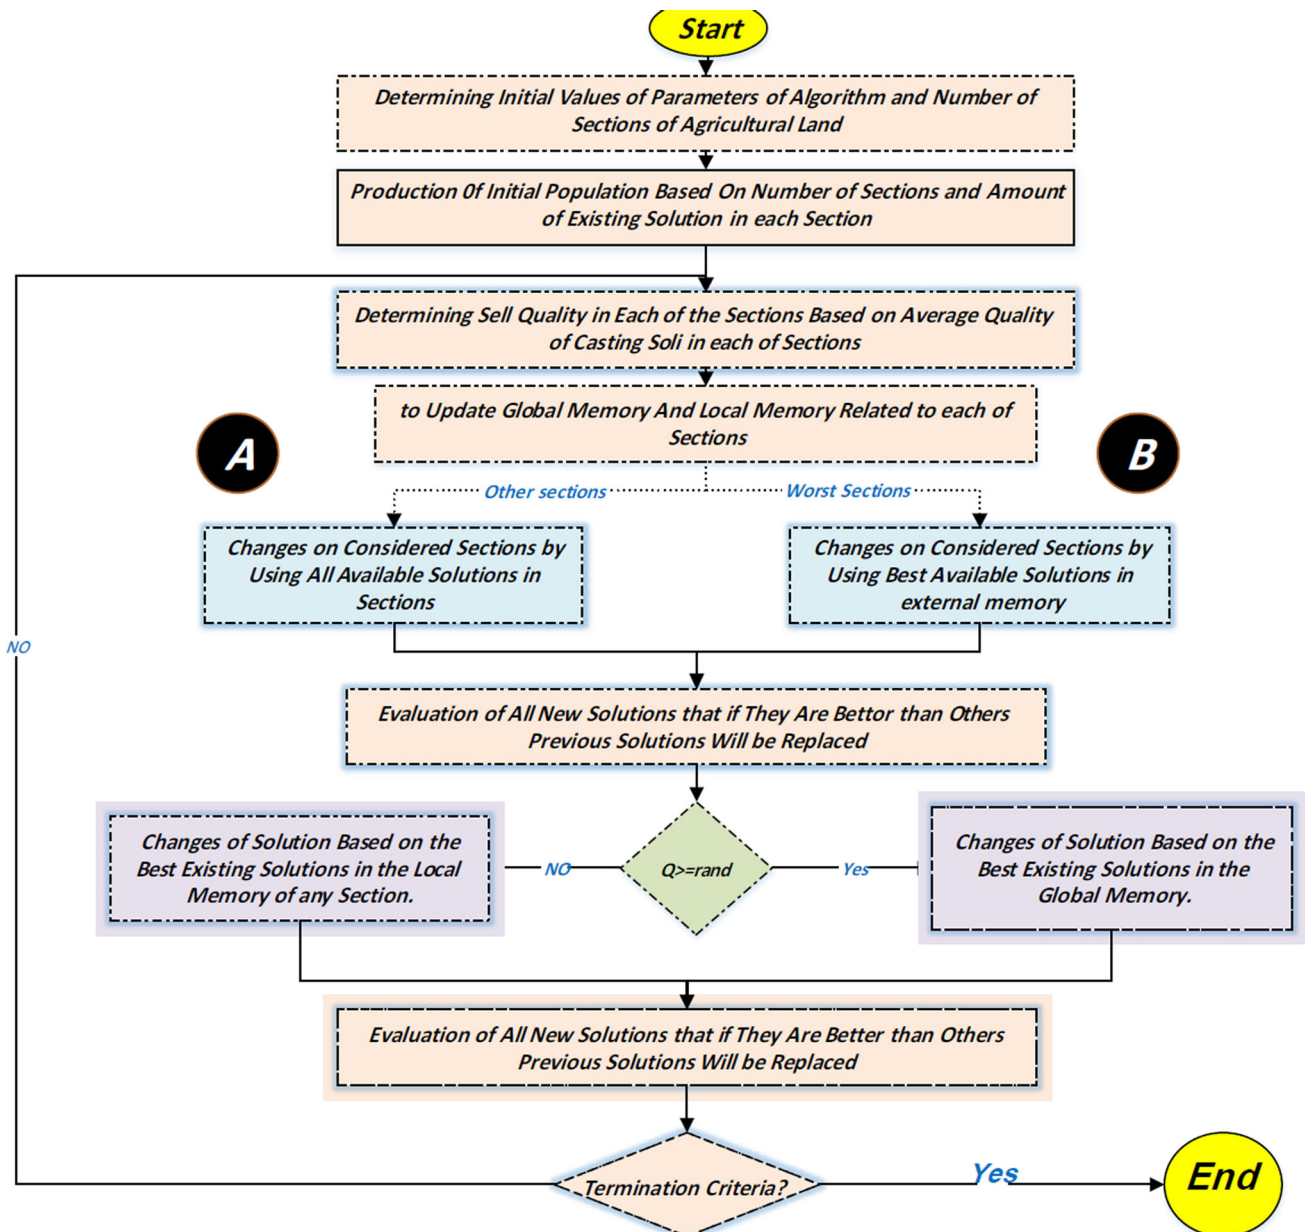 Start
Determining Initial Values of Parameters of Algorithm and Number of
Sections of Agricultural Land
Production 0f Initial Population Based On Number of Sections and Amount
of Existing Solution in each Section
Determining Sell Quality in Each of the Sections Based on Average Quality
of Casting Soli in each of Sections
to Update Global Memory And Local Memory Related to each of
Sections
A
B
Other sections
Worst Sections
Changes on Considered Sections by
Using All Available Solutions in
Sections
Changes on Considered Sections by
Using Best Available Solutions in
external memory
NO
Evaluation of All New Solutions that if They Are Bettor than Others
Previous Solutions Will be Replaced
Changes of Solution Based on the
Best Existing Solutions in the Local
Memory of any Section.
NO
Q>=rand
Yes
Changes of Solution Based on the
Best Existing Solutions in the
Global Memory.
Evaluation of All New Solutions that if They Are Better than Others
Previous Solutions Will be Replaced
Termination Criteria?
Yes
End